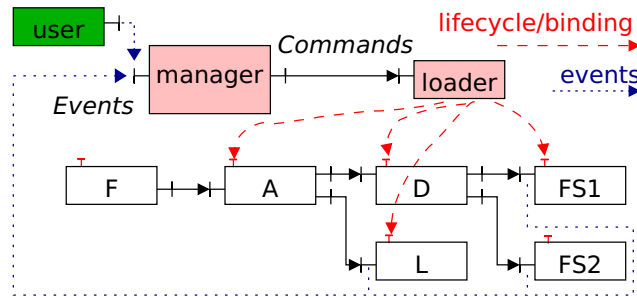 user
lifecycle/binding
Commands
manager
loader
events
Events
F
A
D
FS1
L
FS2